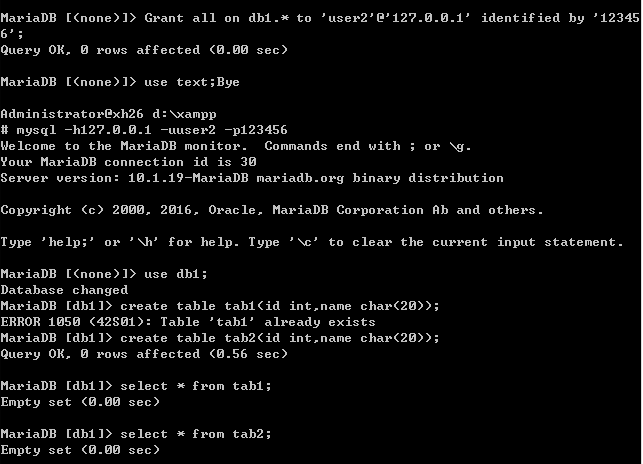 MariaDB [(none)]> Grant all on db1.* to 'user2'@'127.0.0.1' identified by '12345
6';
Query OK, 0 rows affected (0.00 sec)
MariaDB [(none)]> use text;Bye
Administrator@xh26 d:\xampp
# mysql -h127.0.0.1 -uuser2 -p123456
Welcome to the MariaDB monitor.  Commands end with ; or \g.
Your MariaDB connection id is 30
Server version: 10.1.19-MariaDB mariadb.org binary distribution
Copyright (c) 2000, 2016, Oracle, MariaDB Corporation Ab and others.
Type 'help;' or '\h' for help. Type '\c' to clear the current input statement.
MariaDB [(none)]> use db1;
Database changed
MariaDB [db1]> create table tab1(id int,name char(20));
ERROR 1050 (42S01): Table 'tab1' already exists
MariaDB [db1]> create table tab2(id int,name char(20));
Query OK, 0 rows affected (0.56 sec)
MariaDB [db1]> select * from tab1;
Empty set (0.00 sec)
MariaDB [db1]> select * from tab2;
Empty set (0.00 sec)